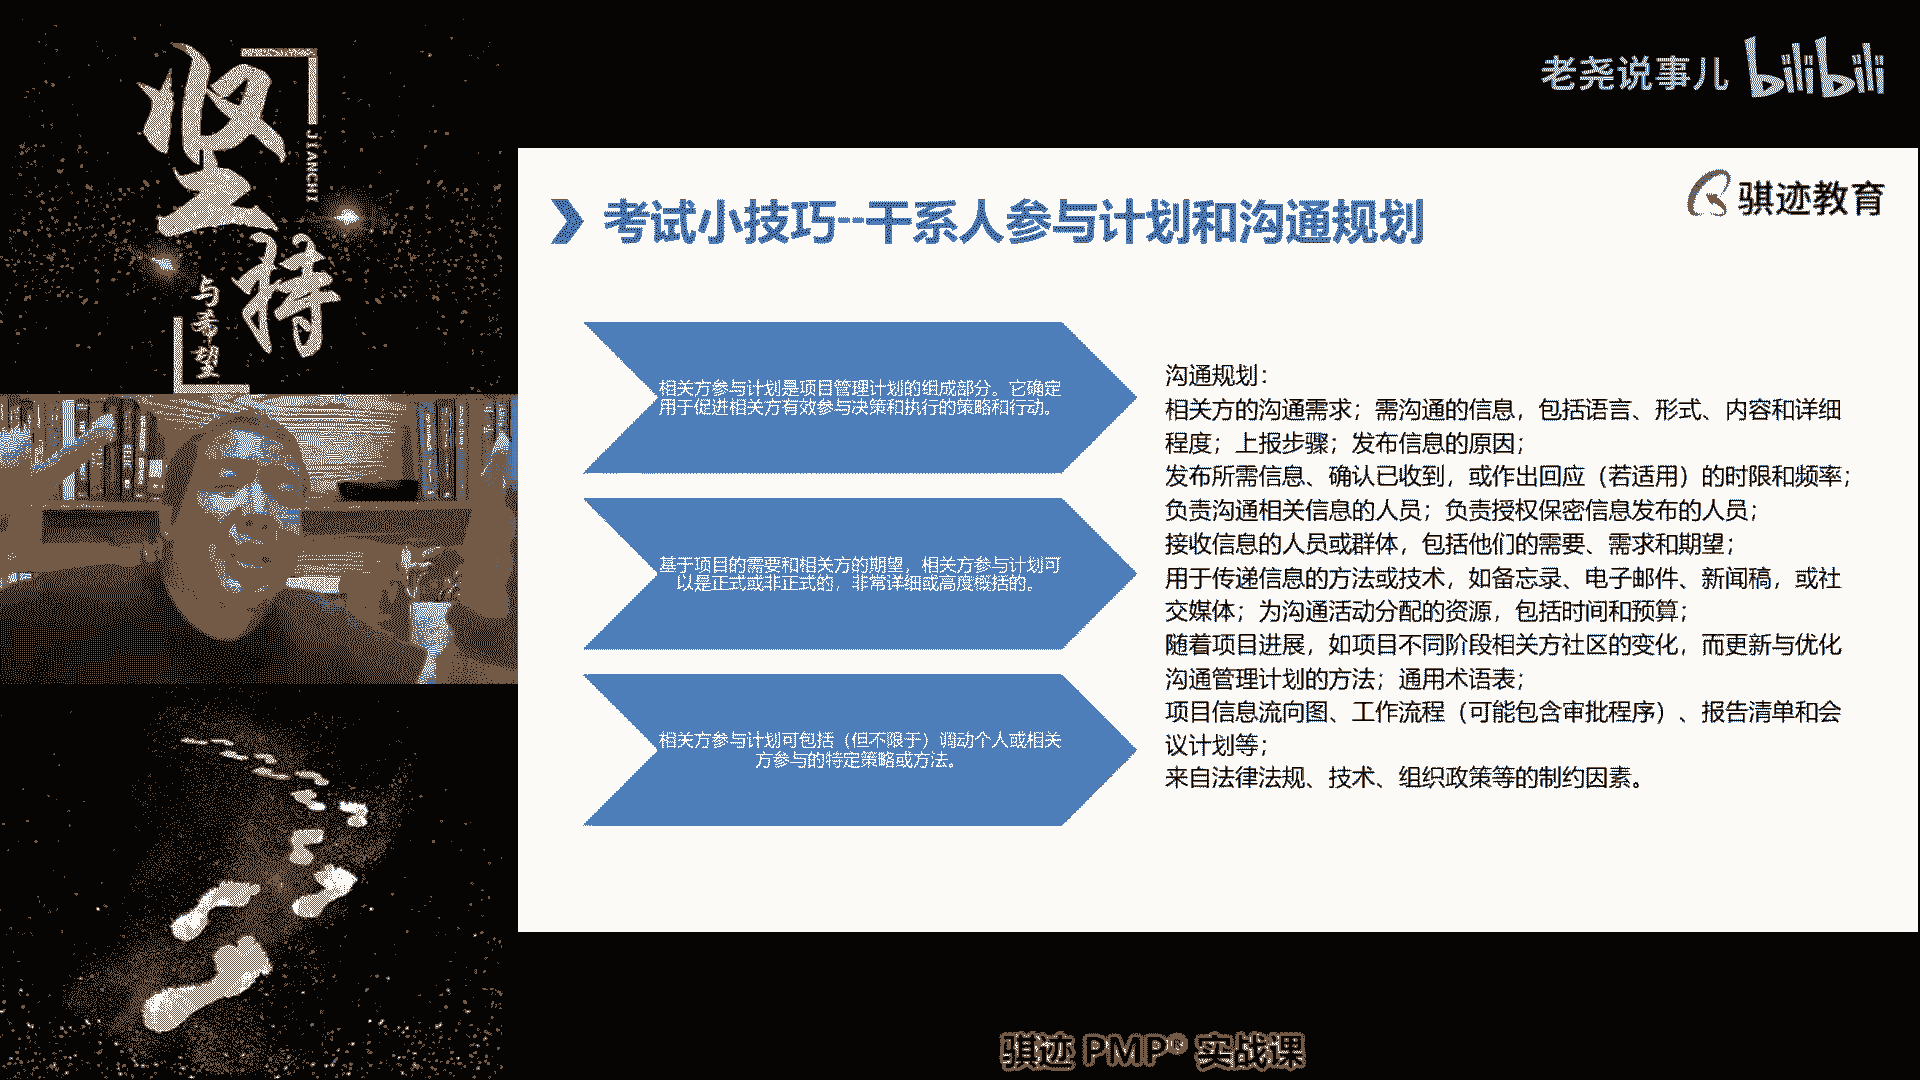 坚持
JIANCHI
与希望
老尧说事儿 bilibili
骐迹教育
考试小技巧--干系人参与计划和沟通规划
相关方参与计划是项目管理计划的组成部分。它确定
用于促进相关方有效参与决策和执行的策略和行动。
基于项目的需要和相关方的期望，相关方参与计划可
以是正式或非正式的，非常详细或高度概括的。
相关方参与计划可包括（但不限于）调动个人或相关
方参与的特定策略或方法。
沟通规划：
相关方的沟通需求；需沟通的信息，包括语言、形式、内容和详细
程度；上报步骤；发布信息的原因；
发布所需信息、确认已收到，或作出回应（若适用）的时限和频率；
负责沟通相关信息的人员；负责授权保密信息发布的人员；
接收信息的人员或群体，包括他们的需要、需求和期望；
用于传递信息的方法或技术，如备忘录、电子邮件、新闻稿，或社
交媒体；为沟通活动分配的资源，包括时间和预算；
随着项目进展，如项目不同阶段相关方社区的变化，而更新与优化
沟通管理计划的方法；通用术语表；
项目信息流向图、工作流程（可能包含审批程序）、报告清单和会
议计划等；
来自法律法规、技术、组织政策等的制约因素。
骐迹 PMP® 实战课